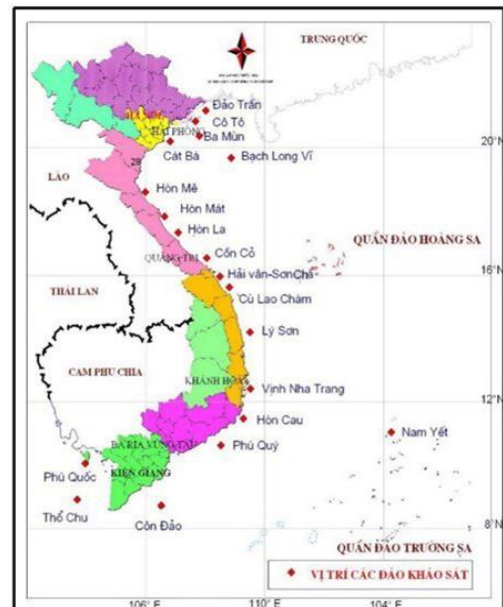 TRUNG QUỐC
Đảo Trần
Cô Tô
HẢI PHÒNG
Ba Mùn
Cát Bà
Bạch Long Vĩ
20°
LÀO
Hòn Mê
Hòn Mát
Hòn La
QUẢNG TRỊ
Cồn Cỏ
QUẦN ĐẢO HOÀNG SA
Hải vân-SơnChà
16°N
THÁI LAN
Cù Lao Chàm
Lý Sơn
CAM PHU CHIA
KHÁNH HOÀ
Vịnh Nha Trang
12°N
Hòn Cau
Nam Yết
BÀ RỊA VŨNG TÀU
Phú Quý
KIÊN GIANG
Phú Quốc
Thổ Chu
Côn Đảo
8°N
QUẦN ĐẢO TRƯỜNG SA
VỊ TRÍ CÁC ĐẢO KHẢO SÁT
106° E
110° E
114° E